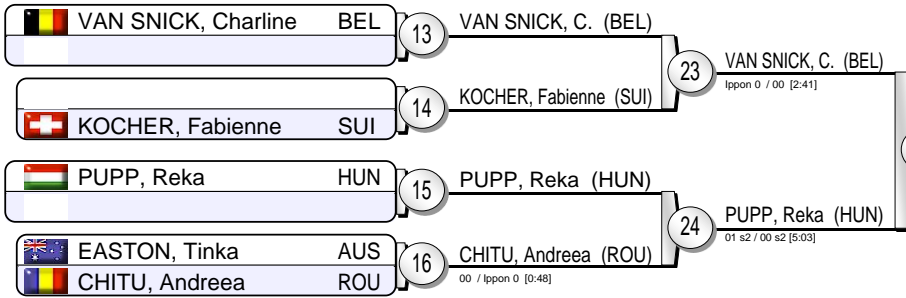 VAN SNICK, Charline BEL
13
VAN SNICK, C. (BEL)
23
VAN SNICK, C. (BEL)
Ippon 0 / 00 [2:41]
14
KOCHER, Fabienne (SUI)
KOCHER, Fabienne SUI
PUPP, Reka HUN
15
PUPP, Reka (HUN)
24
PUPP, Reka (HUN)
01 s2 / 00 s2 [5:03]
EASTON, Tinka AUS
16
CHITU, Andreea (ROU)
00 / Ippon 0 [0:48]
CHITU, Andreea ROU